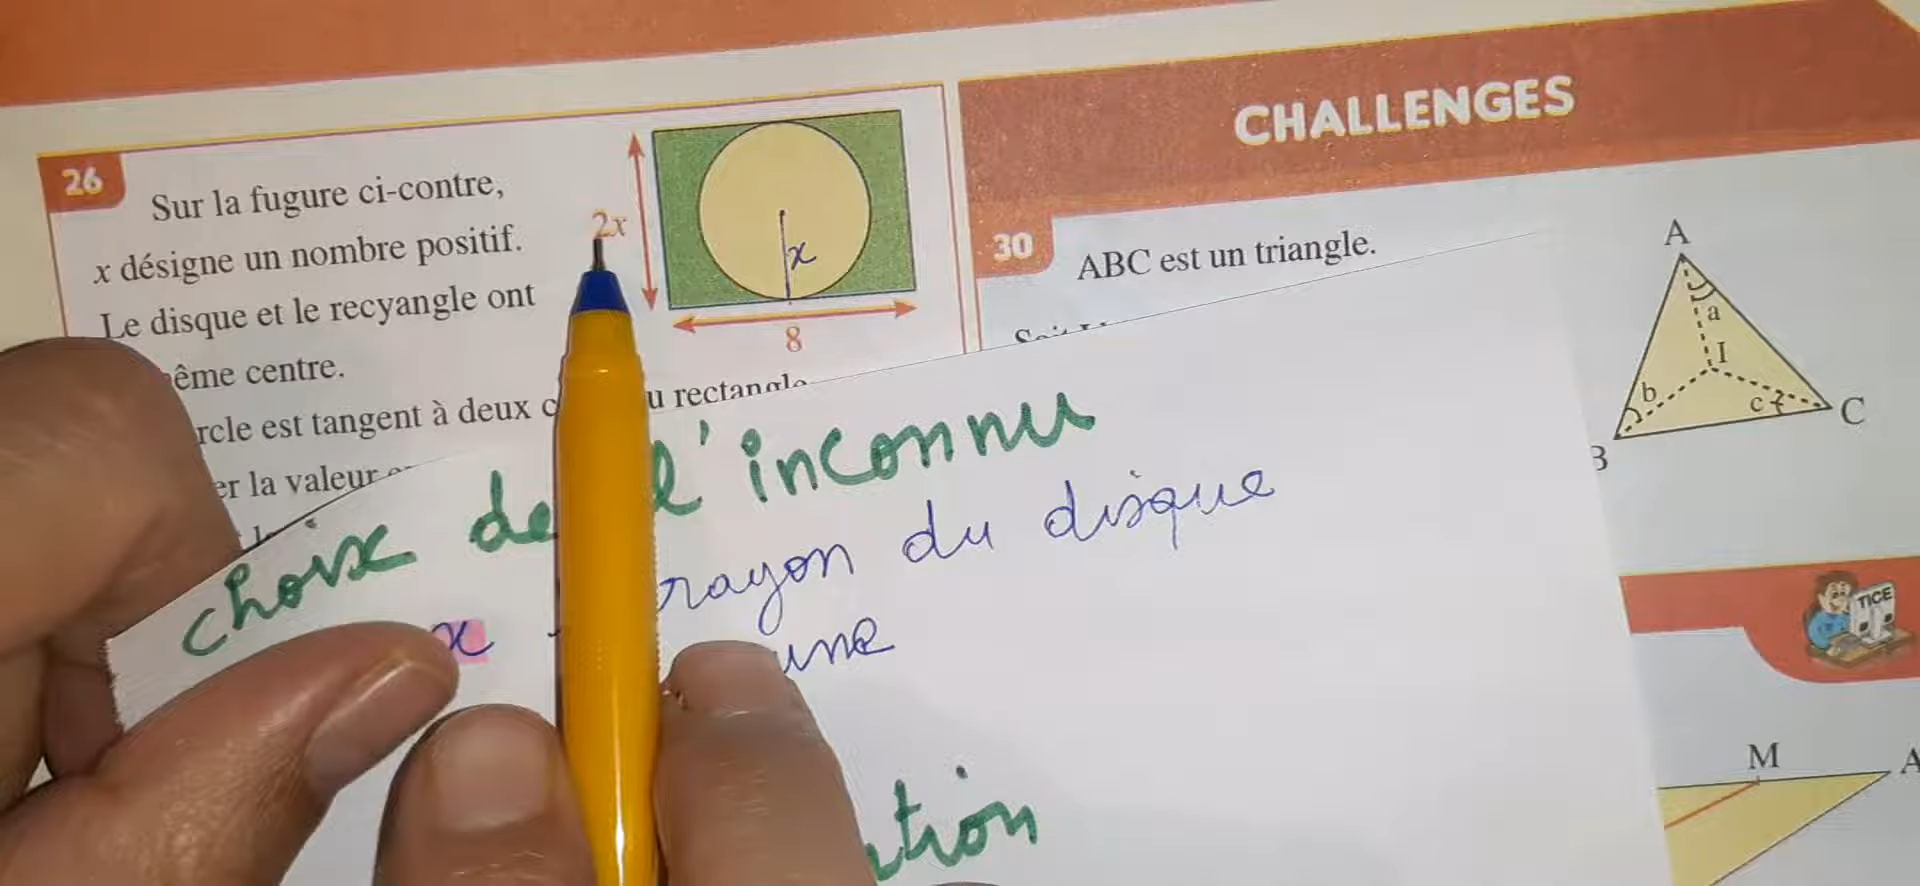 CHALLENGES
26
Sur la fugure ci-contre,
x désigne un nombre positif.
Le disque et le recyangle ont
ême centre.
rcle est tangent à deux c
u rectangle
er la valeur
2x
x
8
30
ABC est un triangle.
A
a
I
b
c
C
B
choix de l'inconnu
x
rayon du disque
une
ation
TICE
M
A